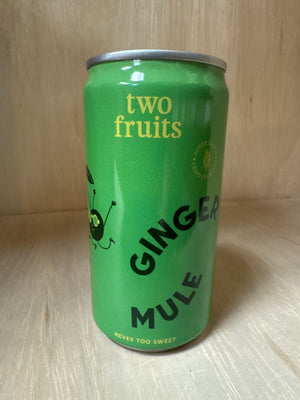 two
fruits
GINGER
MULE
NEVER TOO SWEET